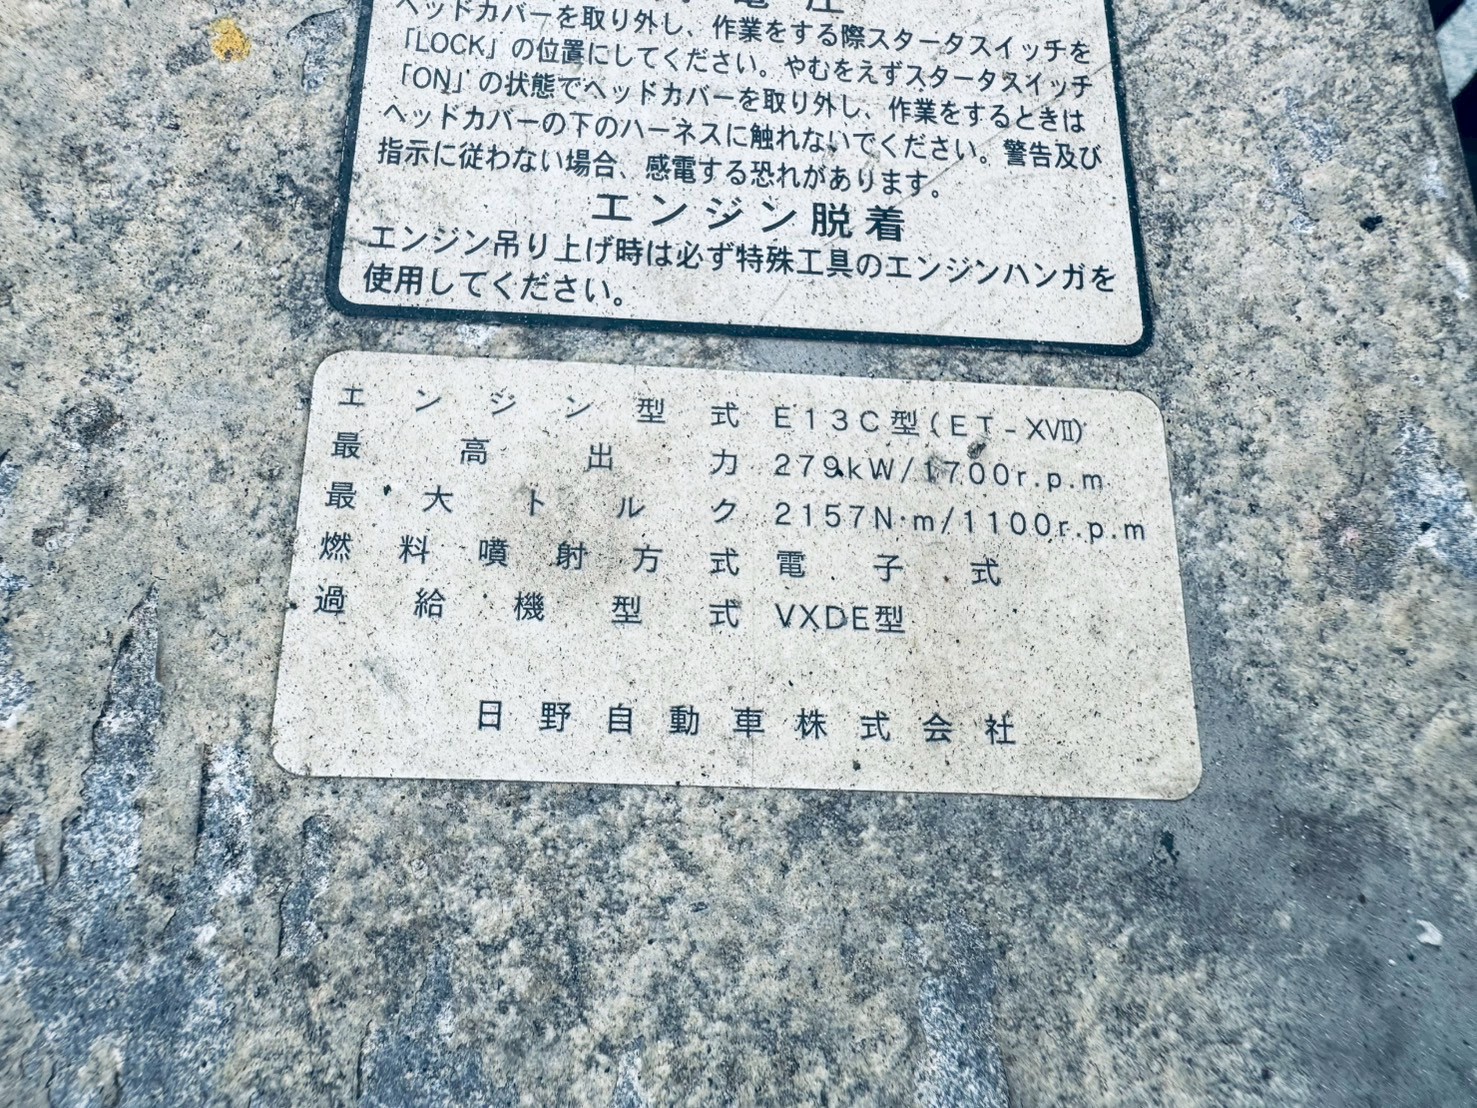 ヘッドカバーを取り外し、作業をする際スタータスイッチを
「LOCK」の位置にしてください。やむをえずスタータスイッチ
「ON」の状態でヘッドカバーを取り外し、作業をするときは
ヘッドカバーの下のハーネスに触れないでください。警告及び
指示に従わない場合、感電する恐れがあります。
エンジン脱着
エンジン吊り上げ時は必ず特殊工具のエンジンハンガを
使用してください。
エンジン型式 E13C型(ET-XVII)
最高出力 279kW/1700r.p.m
最大トルク 2157N·m/1100r.p.m
燃料噴射方式 電子式
過給機型式 VXDE型
日野自動車株式会社